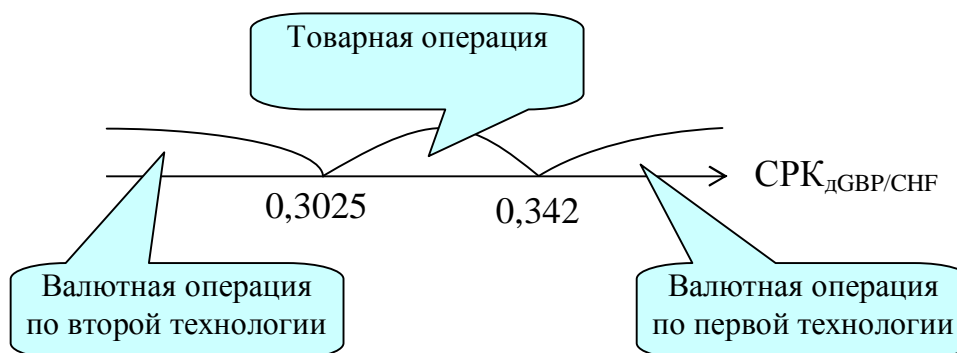 Товарная операция
СРКдGBP/CHF
0,3025
0,342
Валютная операция
по второй технологии
Валютная операция
по первой технологии